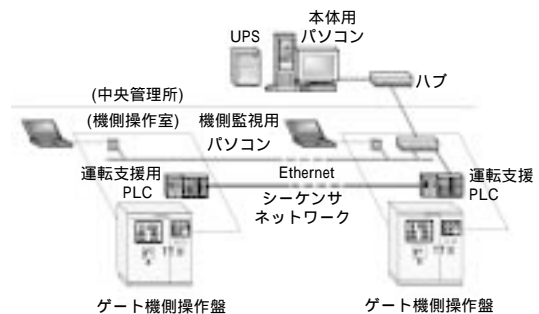 本体用
UPS パソコン
ハブ
(中央管理所)
(機側操作室) 機側監視用
パソコン
運転支援用
PLC
Ethernet
シーケンサ
ネットワーク
運転支援
PLC
ゲート機側操作盤
ゲート機側操作盤